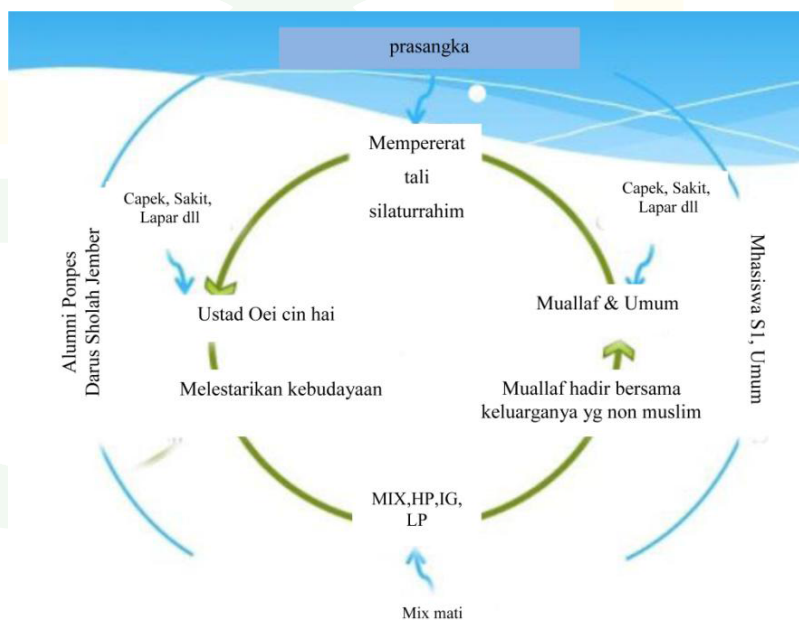 prasangka
Mempererat
tali
silaturrahim
Capek, Sakit,
Lapar dll
Capek, Sakit,
Lapar dll
Alumni Ponpes
Darus Sholah Jember
Mhasiswa S1, Umum
Ustad Oei cin hai
Muallaf & Umum
Melestarikan kebudayaan
Muallaf hadir bersama
keluarganya yg non muslim
MIX,HP,IG,
LP
Mix mati